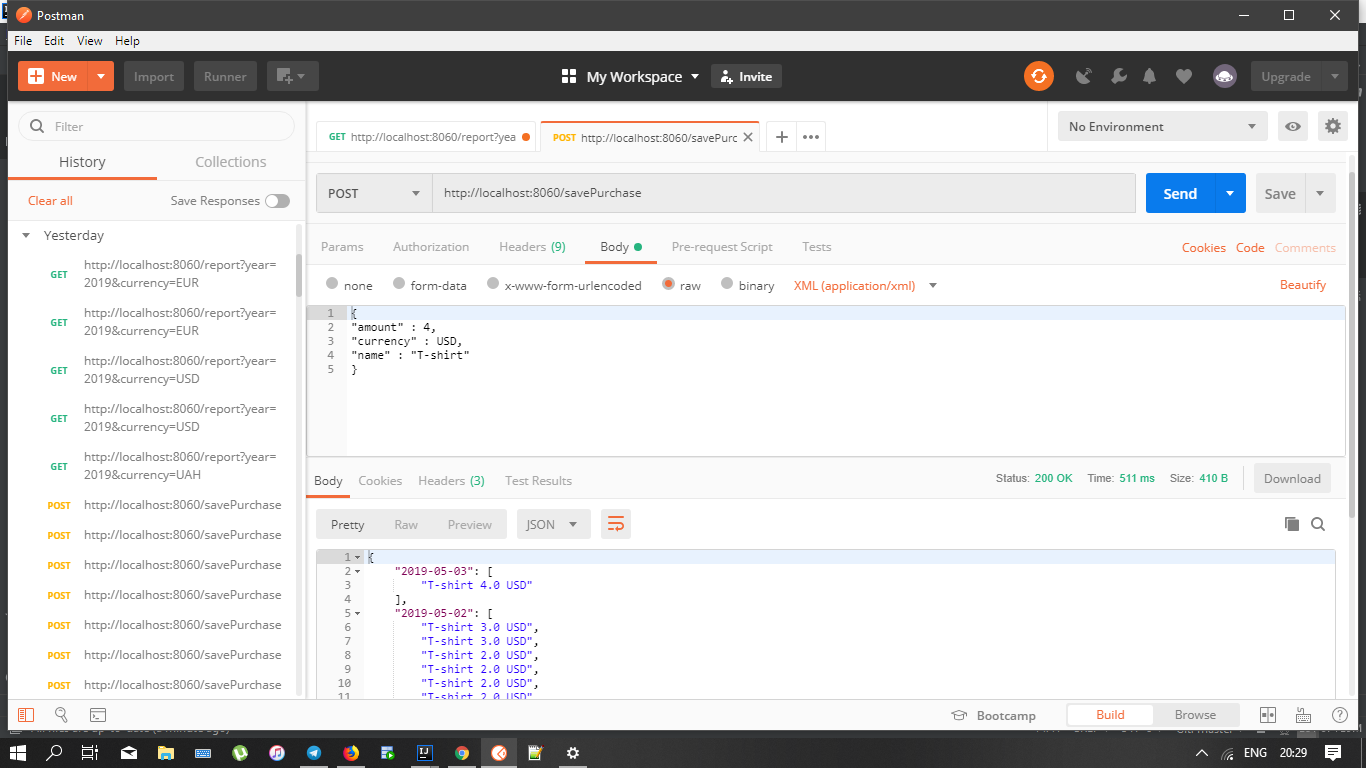 Postman
File Edit View Help
New Import Runner My Workspace Invite Upgrade
Filter
History Collections
Clear all Save Responses
Yesterday
GET http://localhost:8060/report?year=
2019&currency=EUR
GET http://localhost:8060/report?year=
2019&currency=EUR
GET http://localhost:8060/report?year=
2019&currency=USD
GET http://localhost:8060/report?year=
2019&currency=USD
GET http://localhost:8060/report?year=
2019&currency=UAH
POST http://localhost:8060/savePurchase
POST http://localhost:8060/savePurchase
POST http://localhost:8060/savePurchase
POST http://localhost:8060/savePurchase
POST http://localhost:8060/savePurchase
POST http://localhost:8060/savePurchase
POST http://localhost:8060/savePurchase
GET http://localhost:8060/report?yea POST http://localhost:8060/savePurc No Environment
POST http://localhost:8060/savePurchase Send Save
Params Authorization Headers (9) Body Pre-request Script Tests Cookies Code Comments
none form-data x-www-form-urlencoded raw binary XML (application/xml) Beautify
1 {
2 "amount" : 4,
3 "currency" : USD,
4 "name" : "T-shirt"
5 }
Body Cookies Headers (3) Test Results Status: 200 OK Time: 511 ms Size: 410 B Download
Pretty Raw Preview JSON
1 {
2 "2019-05-03": [
3 "T-shirt 4.0 USD"
4 ],
5 "2019-05-02": [
6 "T-shirt 3.0 USD",
7 "T-shirt 3.0 USD",
8 "T-shirt 2.0 USD",
9 "T-shirt 2.0 USD",
10 "T-shirt 2.0 USD",
11 "T-shirt 2.0 USD
Bootcamp Build Browse
ENG 20:29